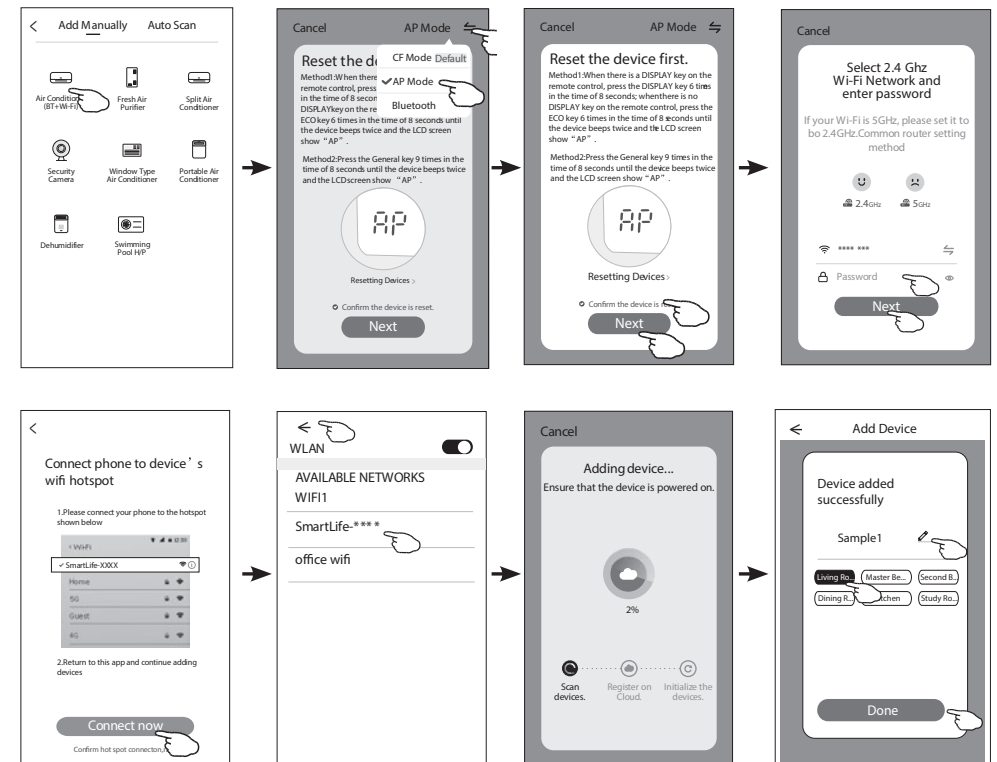 Add Manually Auto Scan
Air Condition
(BT+Wi-Fi)
Fresh Air
Purifier
Split Air
Conditioner
Security
Camera
Window Type
Air Conditioner
Portable Air
Conditioner
Dehumidifier
Swimming
Pool H/P
Cancel AP Mode
Reset the de
CF Mode Default
AP Mode
Bluetooth
Method1:When there
remote control, press
in the time of 8 secon
DISPLAYkey on the re
ECO key 6 times in the time of 8 seconds until
the device beeps twice and the LCD screen
show “AP”.
Method2:Press the General key 9 times in the
time of 8 seconds until the device beeps twice
and the LCDscreen show “AP”.
AP
Resetting Devices >
Confirm the device is reset.
Next
Cancel AP Mode
Reset the device first.
Method1:When there is a DISPLAY key on the
remote control, press the DISPLAY key 6 times
in the time of 8 seconds; whenthere is no
DISPLAY key on the remote control, press the
ECO key 6 times in the time of 8 seconds until
the device beeps twice and the LCD screen
show “AP”.
Method2:Press the General key 9 times in the
time of 8 seconds until the device beeps twice
and the LCD screen show “AP”.
AP
Resetting Devices >
Confirm the device is
Next
Cancel
Select 2.4 Ghz
Wi-Fi Network and
enter password
If your Wi-Fi is 5GHz, please set it to
bo 2.4GHz.Common router setting
method
2.4GHz 5GHz
**** ***
Password
Next
Connect phone to device’s
wifi hotspot
1.Please connect your phone to the hotspot
shown below
SmartLife-XXXX
Home
5G
Guest
4G
2.Return to this app and continue adding
devices
Connect now
Confirm hot spot connecton,
WLAN
AVAILABLE NETWORKS
WIFI1
SmartLife-****
office wifi
Cancel
Adding device...
Ensure that the device is powered on.
2%
Scan
devices.
Register on
Cloud.
Initialize the
devices.
Add Device
Device added
successfully
Sample1
Living Ro... Master Be... Second B...
Dining R... tchen Study Ro...
Done